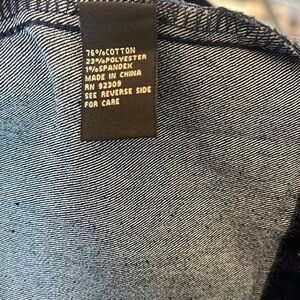 76%COTTON
23%POLYESTER
1%SPANDEX
MADE IN CHINA
RN 92309
SEE REVERSE SIDE
FOR CARE